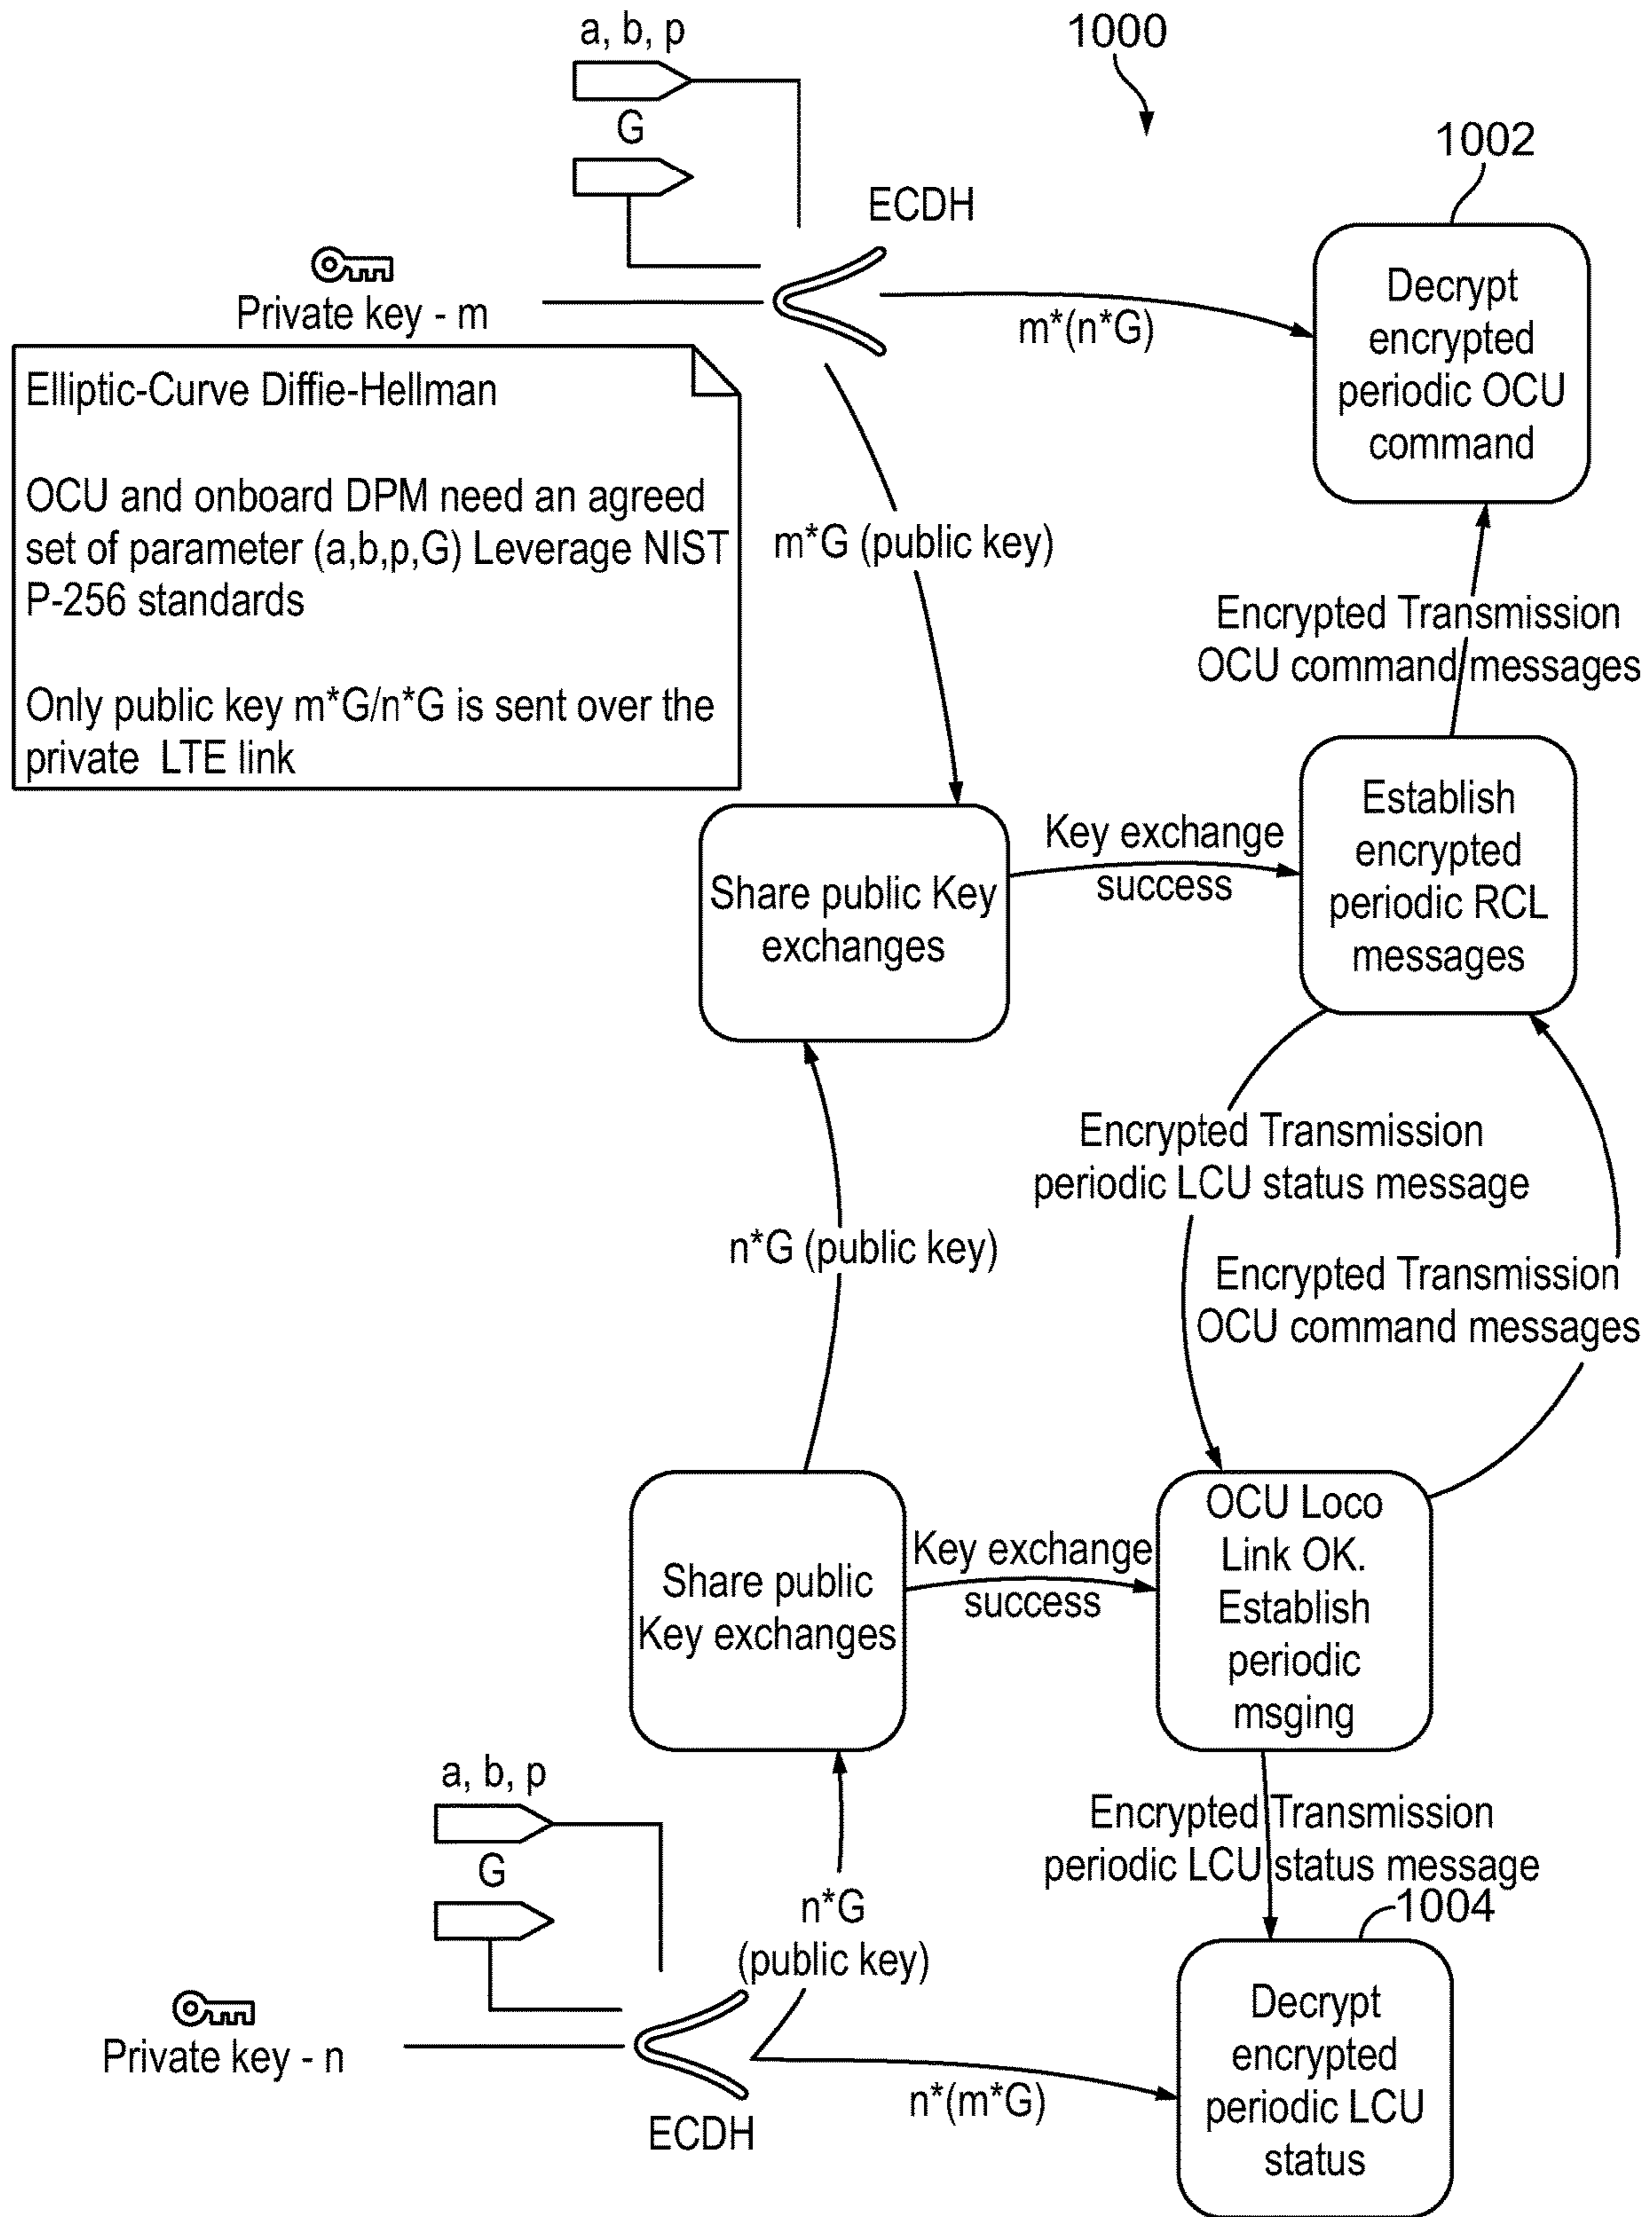 a, b, p
1000
G
1002
ECDH
Private key - m
m*(n*G)
Decrypt
encrypted
periodic OCU
command
Elliptic-Curve Diffie-Hellman
OCU and onboard DPM need an agreed
set of parameter (a,b,p,G) Leverage NIST
P-256 standards
Only public key m*G/n*G is sent over the
private LTE link
m*G (public key)
Encrypted Transmission
OCU command messages
Share public Key
exchanges
Key exchange
success
Establish
encrypted
periodic RCL
messages
Encrypted Transmission
periodic LCU status message
n*G (public key)
Encrypted Transmission
OCU command messages
Share public
Key exchanges
Key exchange
success
OCU Loco
Link OK.
Establish
periodic
msging
a, b, p
G
Encrypted Transmission
periodic LCU status message
n*G
(public key)
1004
Private key - n
ECDH
n*(m*G)
Decrypt
encrypted
periodic LCU
status